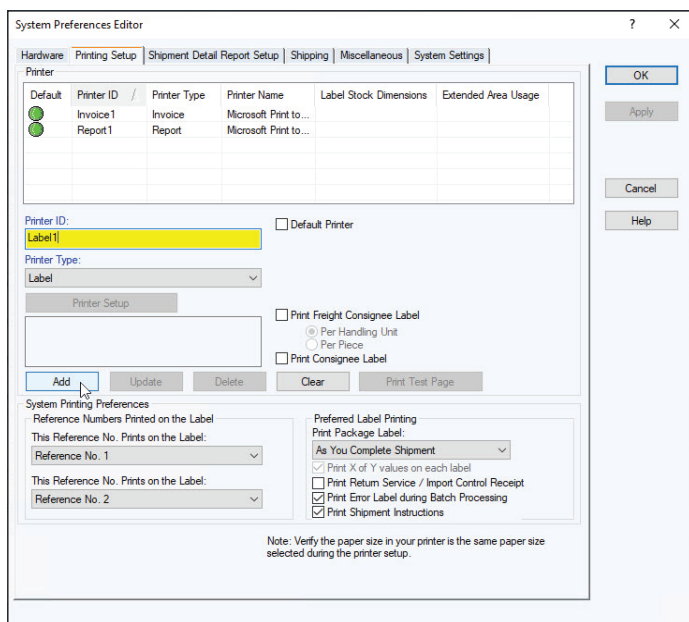 System Preferences Editor
? ×
Hardware Printing Setup Shipment Detail Report Setup Shipping Miscellaneous System Settings
Printer
Default Printer ID / Printer Type Printer Name Label Stock Dimensions Extended Area Usage
Invoice1 Invoice Microsoft Print to...
Report1 Report Microsoft Print to...
OK
Apply
Cancel
Help
Printer ID:
Label1
Default Printer
Printer Type:
Label
Printer Setup
Print Freight Consignee Label
Per Handling Unit
Per Piece
Print Consignee Label
Add Update Delete Clear Print Test Page
System Printing Preferences
Reference Numbers Printed on the Label
This Reference No. Prints on the Label:
Reference No. 1
This Reference No. Prints on the Label:
Reference No. 2
Preferred Label Printing
Print Package Label:
As You Complete Shipment
Print X of Y values on each label
Print Return Service / Import Control Receipt
Print Error Label during Batch Processing
Print Shipment Instructions
Note: Verify the paper size in your printer is the same paper size
selected during the printer setup.